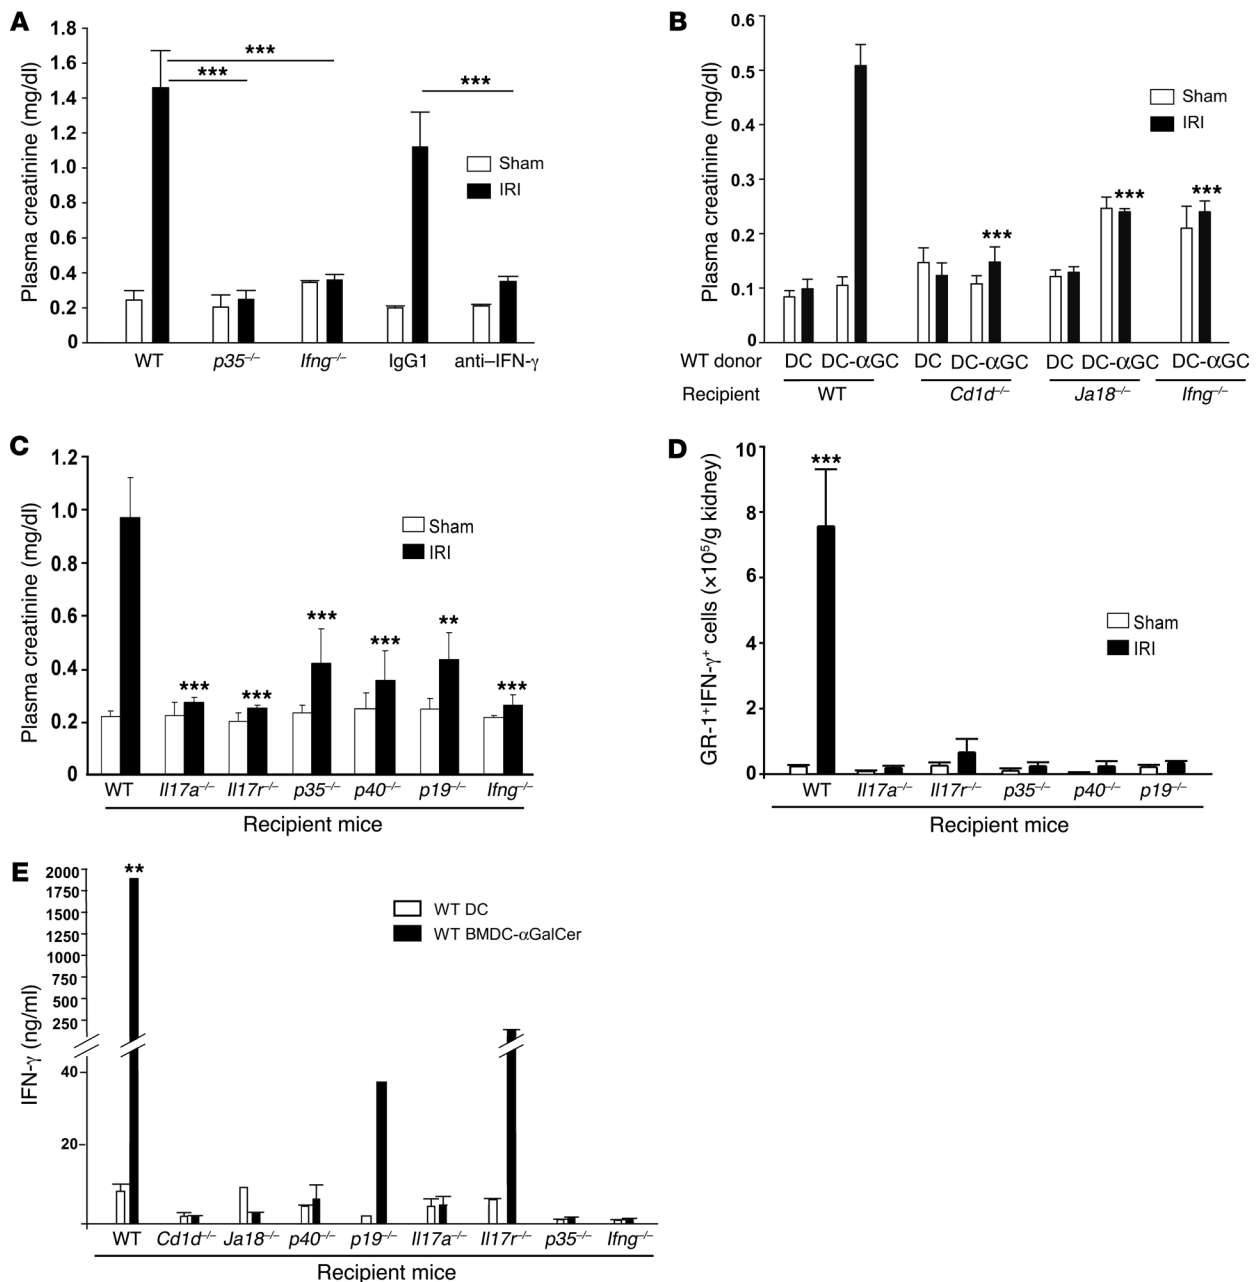 A
Plasma creatinine (mg/dl)
1.8
1.6
1.4
1.2
1.0
0.8
0.6
0.4
0.2
0
***
***
***
Sham
IRI
WT p35–/– Ifng–/– IgG1 anti–IFN-γ
B
Plasma creatinine (mg/dl)
0.6
0.5
0.4
0.3
0.2
0.1
0
***
***
***
Sham
IRI
WT donor DC DC-αGC DC DC-αGC DC DC-αGC DC-αGC
Recipient WT Cd1d–/– Ja18–/– Ifng–/–
C
Plasma creatinine (mg/dl)
1.2
1.0
0.8
0.6
0.4
0.2
0
***
***
***
***
**
***
Sham
IRI
WT Il17a–/– Il17r–/– p35–/– p40–/– p19–/– Ifng–/–
Recipient mice
D
GR-1+IFN-γ+ cells (×10⁵/g kidney)
10
8
6
4
2
0
***
Sham
IRI
WT Il17a–/– Il17r–/– p35–/– p40–/– p19–/–
Recipient mice
E
IFN-γ (ng/ml)
2000
1750
1500
1250
1000
750
500
250
40
20
**
WT DC
WT BMDC-αGalCer
WT Cd1d–/– Ja18–/– p40–/– p19–/– Il17a–/– Il17r–/– p35–/– Ifng–/–
Recipient mice